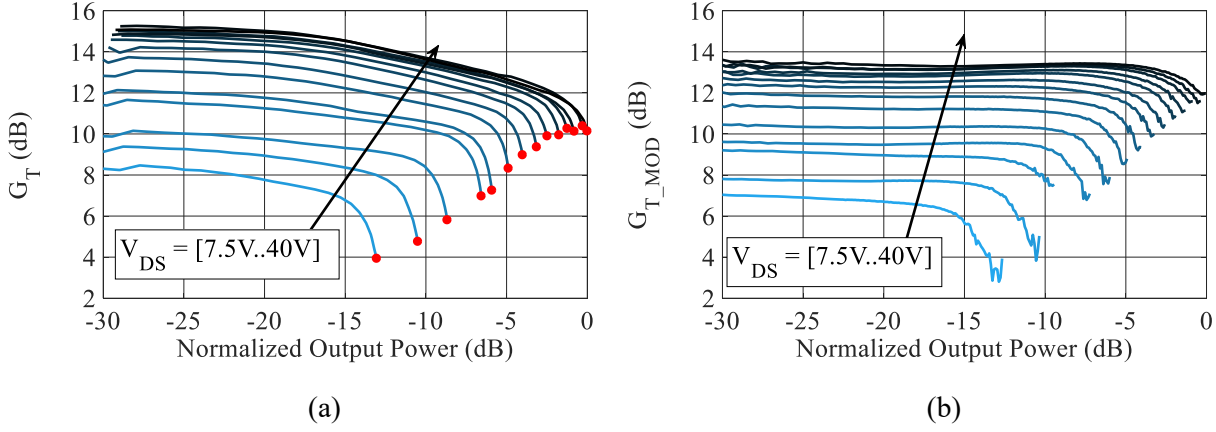 16
14
12
10
8
6
4
2
G_T (dB)
V_DS = [7.5V..40V]
-30 -25 -20 -15 -10 -5 0
Normalized Output Power (dB)
(a)
16
14
12
10
8
6
4
2
G_T_MOD (dB)
V_DS = [7.5V..40V]
-30 -25 -20 -15 -10 -5 0
Normalized Output Power (dB)
(b)